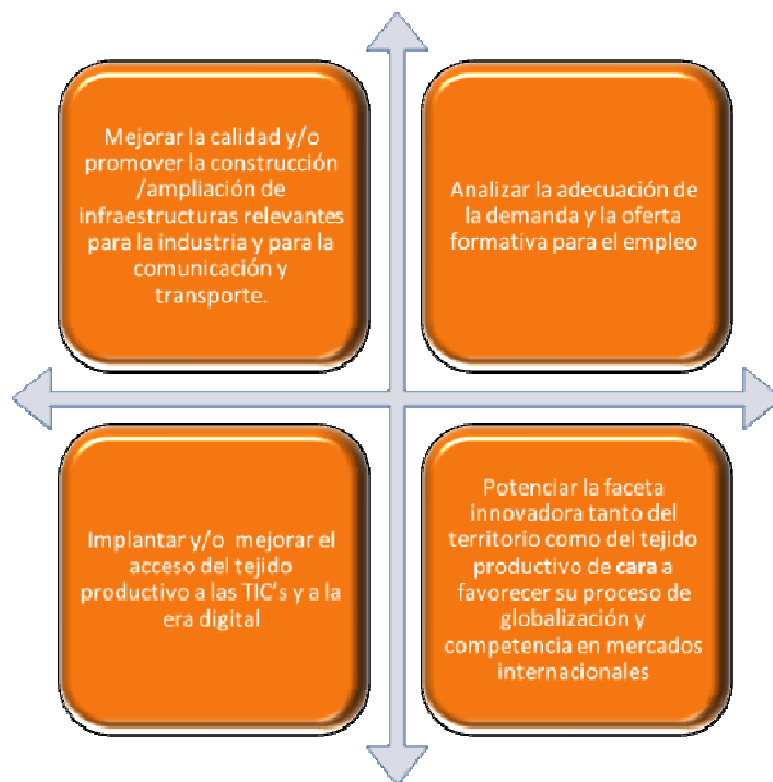 Mejorar la calidad y/o
promover la construcción
/ampliación de
infraestructuras relevantes
para la industria y para la
comunicación y
transporte.
Analizar la adecuación de
la demanda y la oferta
formativa para el empleo
Implantar y/o  mejorar el
acceso del tejido
productivo a las TIC's y a la
era digital
Potenciar la faceta
innovadora tanto del
territorio como del tejido
productivo de cara a
favorecer su proceso de
globalización y
competencia en mercados
internacionales